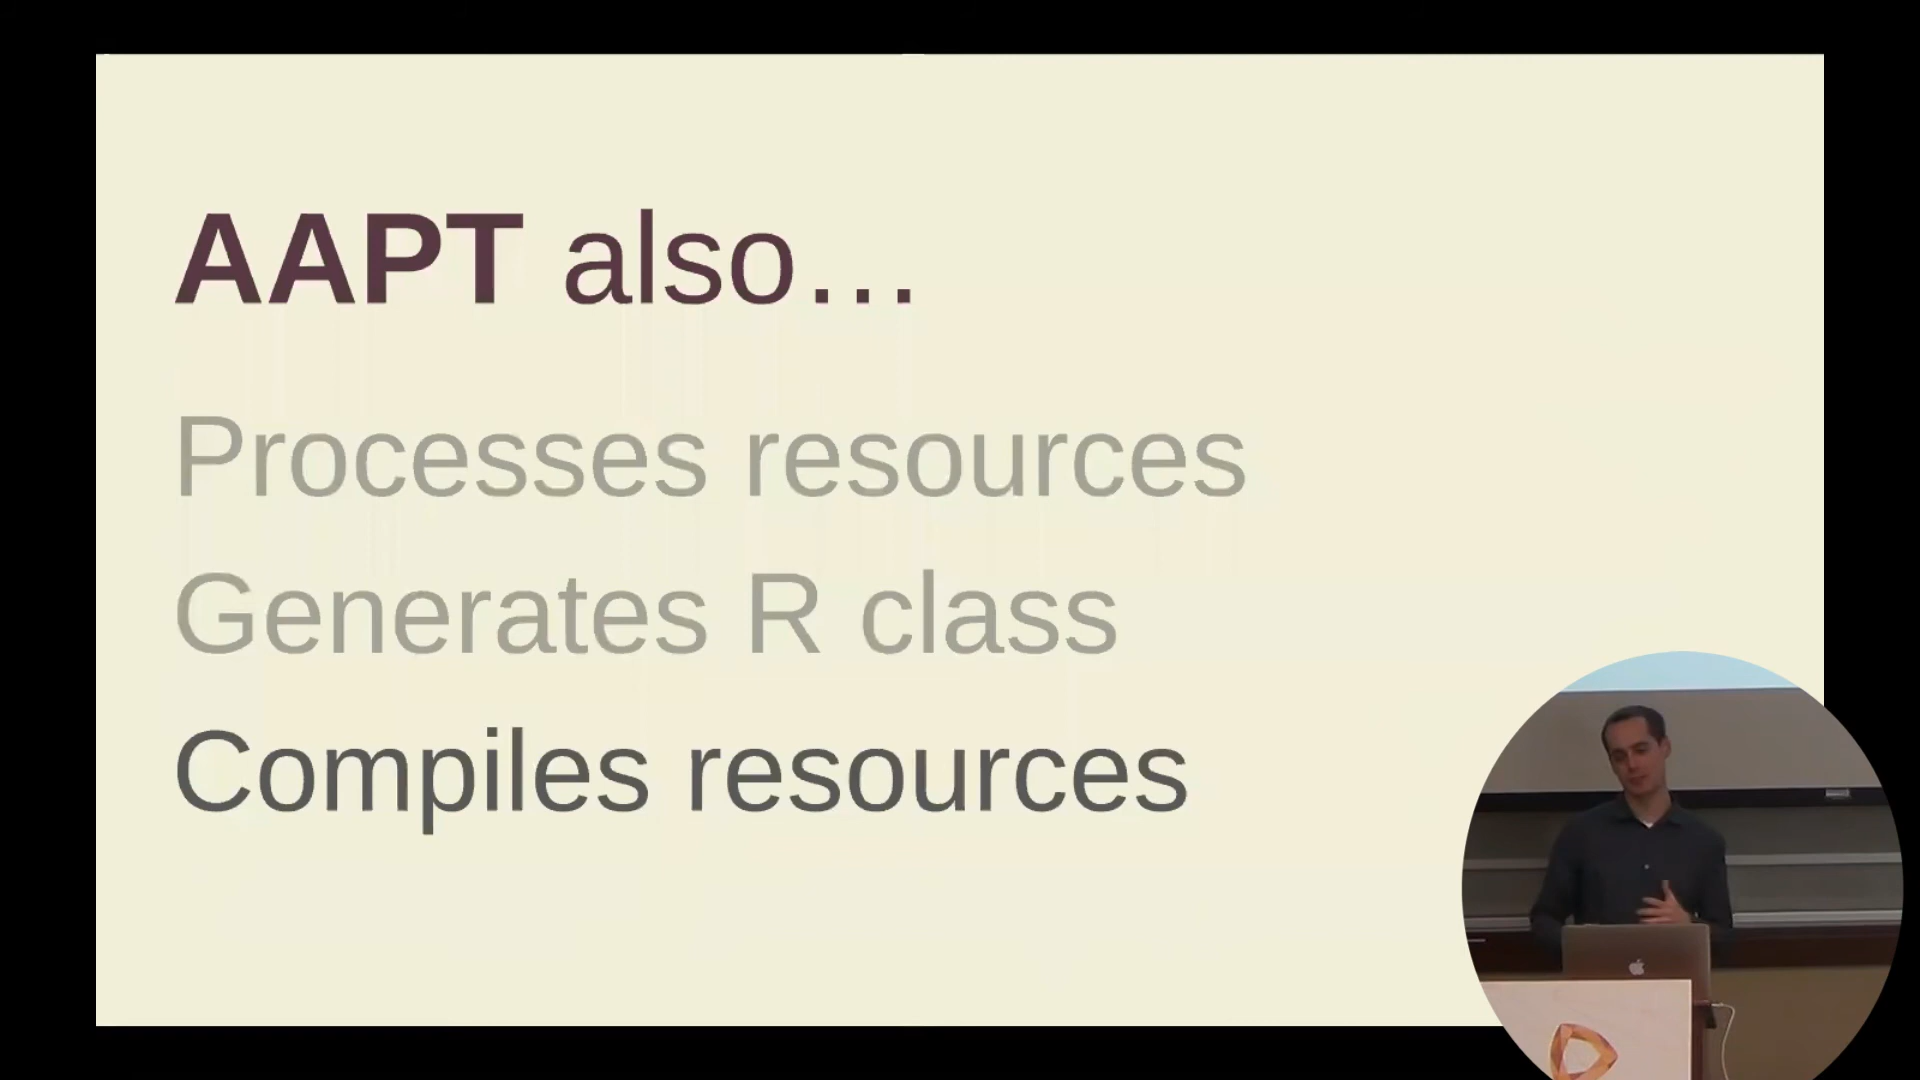 AAPT also…
Processes resources
Generates R class
Compiles resources